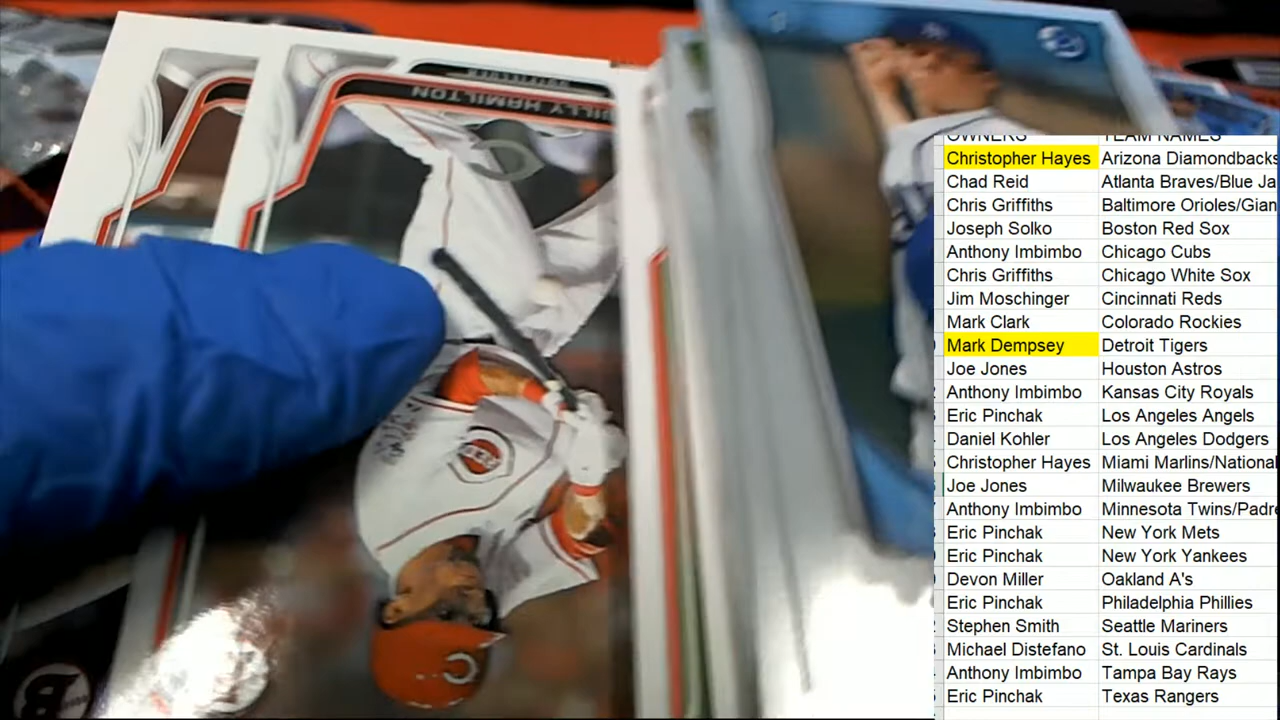 BILLY HAMILTON
REDS
OWNERS TEAM NAMES
Christopher Hayes Arizona Diamondbacks
Chad Reid Atlanta Braves/Blue Ja
Chris Griffiths Baltimore Orioles/Gian
Joseph Solko Boston Red Sox
Anthony Imbimbo Chicago Cubs
Chris Griffiths Chicago White Sox
Jim Moschinger Cincinnati Reds
Mark Clark Colorado Rockies
Mark Dempsey Detroit Tigers
Joe Jones Houston Astros
Anthony Imbimbo Kansas City Royals
Eric Pinchak Los Angeles Angels
Daniel Kohler Los Angeles Dodgers
Christopher Hayes Miami Marlins/National
Joe Jones Milwaukee Brewers
Anthony Imbimbo Minnesota Twins/Padre
Eric Pinchak New York Mets
Eric Pinchak New York Yankees
Devon Miller Oakland A's
Eric Pinchak Philadelphia Phillies
Stephen Smith Seattle Mariners
Michael Distefano St. Louis Cardinals
Anthony Imbimbo Tampa Bay Rays
Eric Pinchak Texas Rangers
B